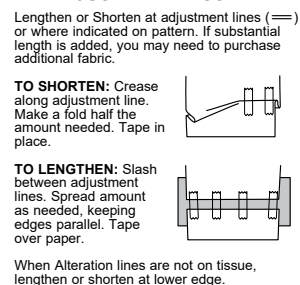 Lengthen or Shorten at adjustment lines (══)
or where indicated on pattern. If substantial
length is added, you may need to purchase
additional fabric.
TO SHORTEN: Crease
along adjustment line.
Make a fold half the
amount needed. Tape in
place.
TO LENGTHEN: Slash
between adjustment
lines. Spread amount
as needed, keeping
edges parallel. Tape
over paper.
When Alteration lines are not on tissue,
lengthen or shorten at lower edge.